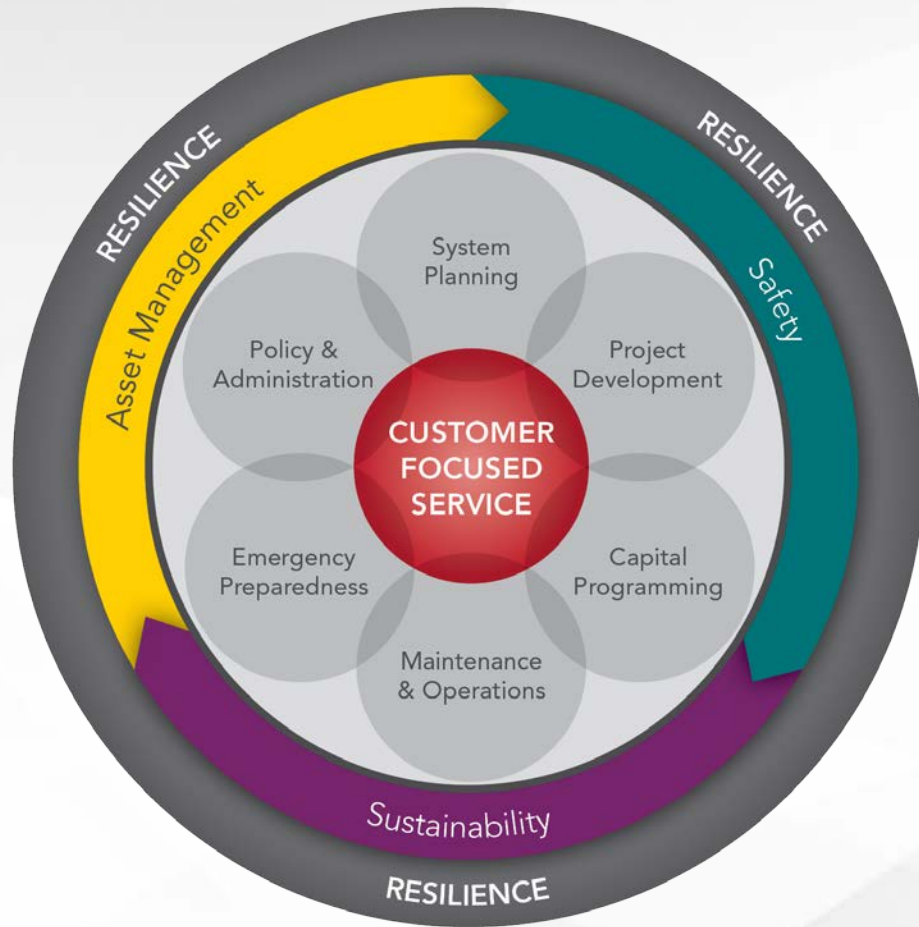 RESILIENCE
RESILIENCE
Asset Management
Safety
System
Planning
Policy &
Administration
Project
Development
CUSTOMER
FOCUSED
SERVICE
Emergency
Preparedness
Capital
Programming
Maintenance
& Operations
Sustainability
RESILIENCE